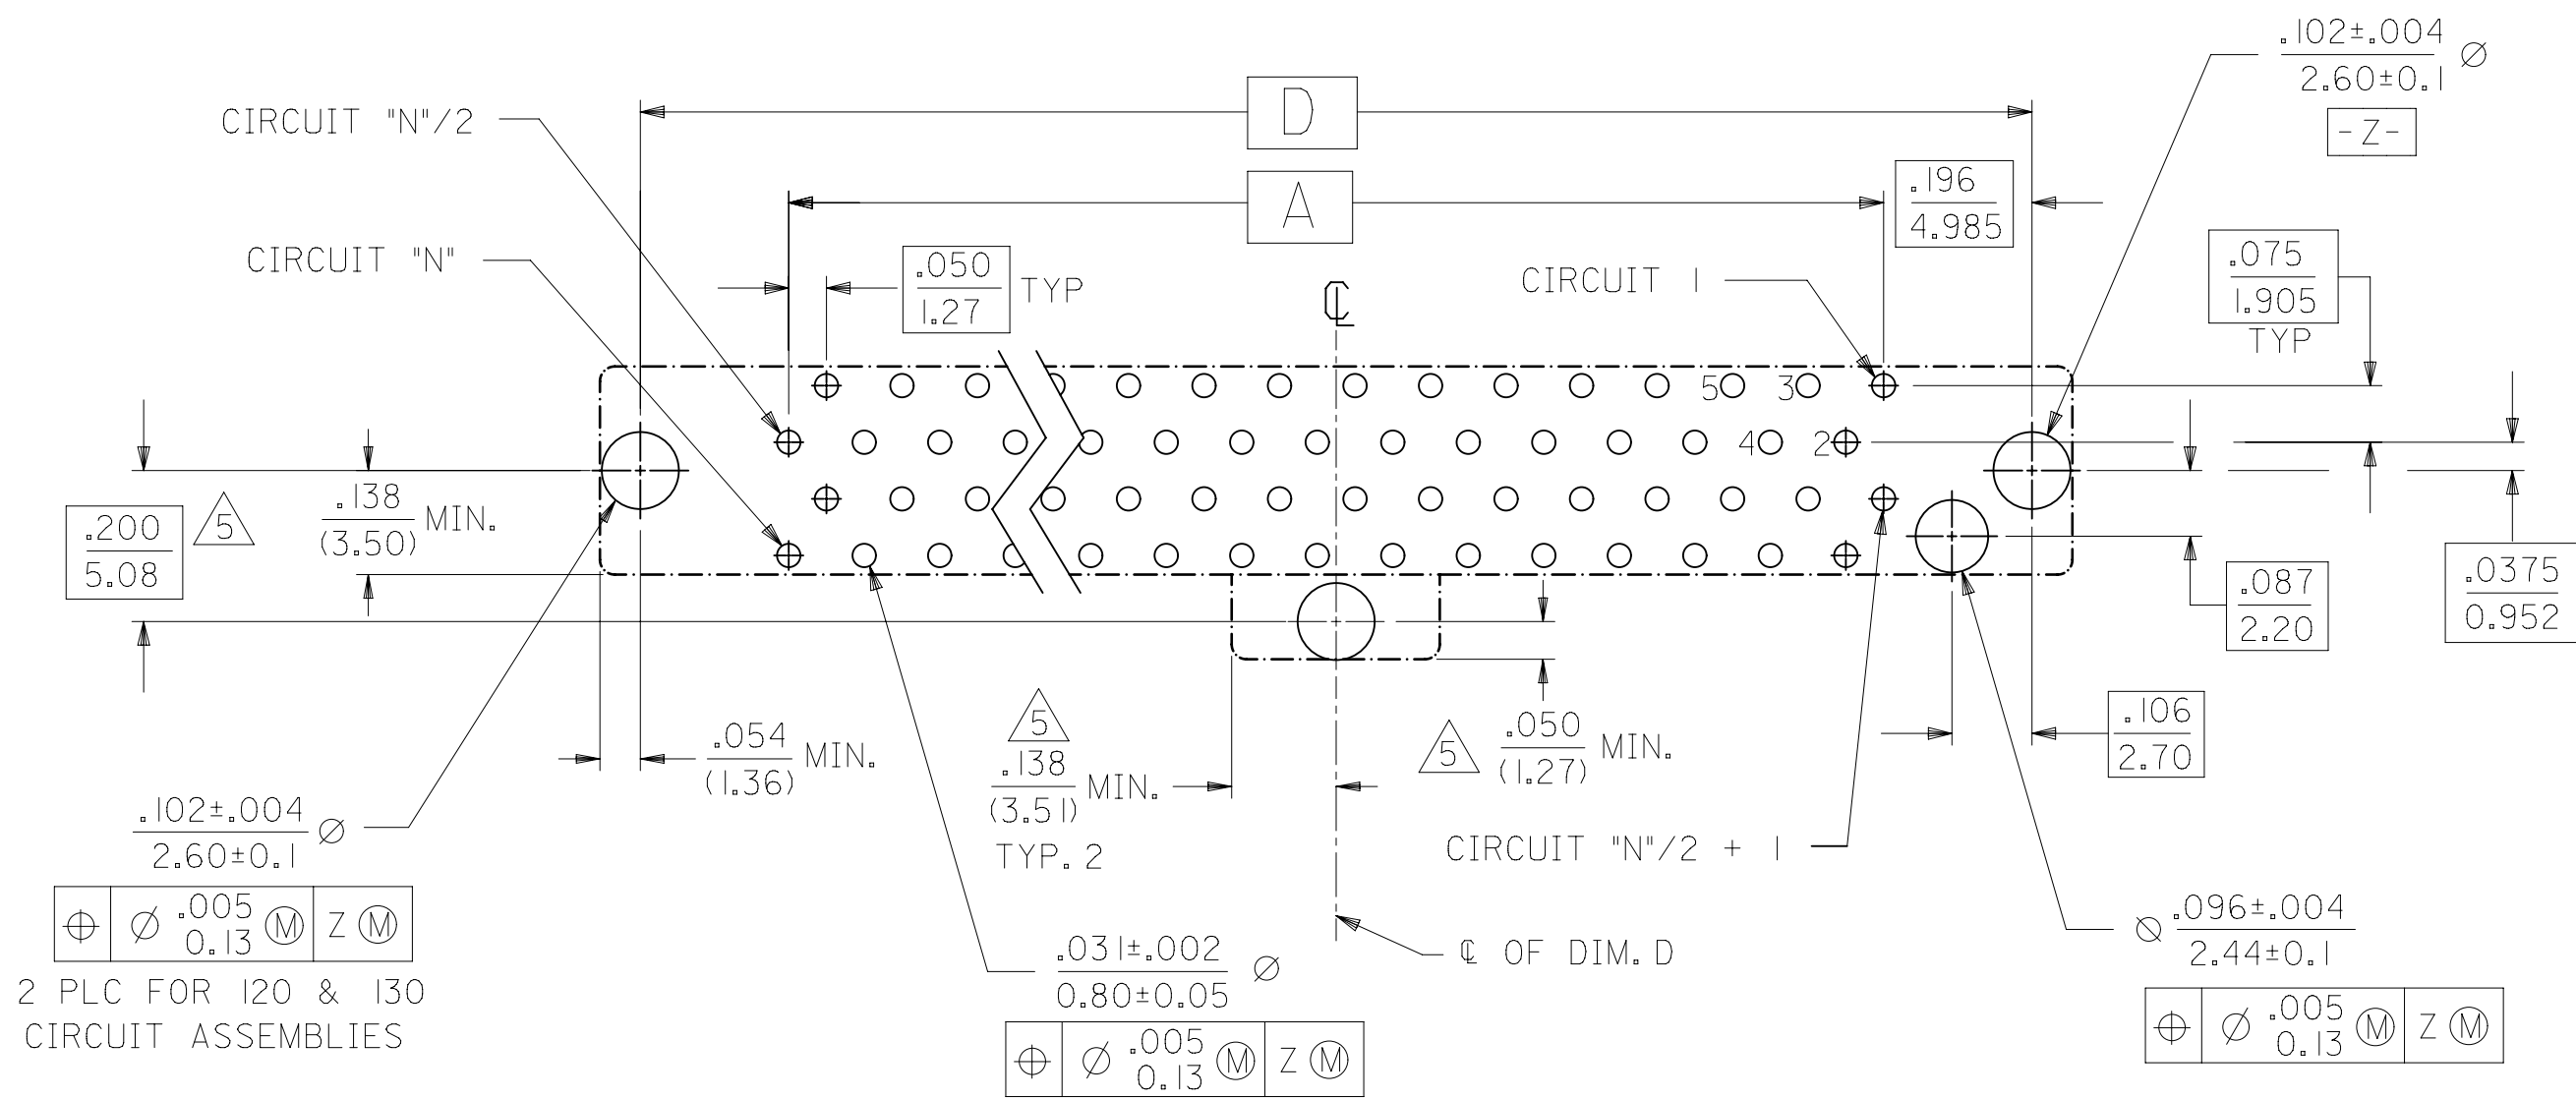 .102±.004 ∅
2.60±0.1
-Z-
D
CIRCUIT "N"/2
A
.196
4.985
CIRCUIT "N"
.050 TYP
1.27
℄
CIRCUIT 1
.075
1.905
TYP
5 3
4 2
.200
5.08
5
.138 MIN.
(3.50)
.087
2.20
.0375
0.952
.054 MIN.
(1.36)
5
.138 MIN.
(3.51)
TYP. 2
5
.050 MIN.
(1.27)
.106
2.70
.102±.004 ∅
2.60±0.1
⌖ ∅ .005 Ⓜ Z Ⓜ
0.13
2 PLC FOR 120 & 130
CIRCUIT ASSEMBLIES
CIRCUIT "N"/2 + 1
℄ OF DIM. D
.031±.002 ∅
0.80±0.05
⌖ ∅ .005 Ⓜ Z Ⓜ
0.13
∅ .096±.004
2.44±0.1
⌖ ∅ .005 Ⓜ Z Ⓜ
0.13